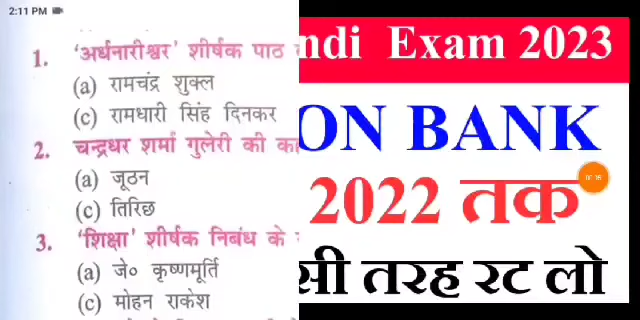 2:11 PM
1. 'अर्धनारीश्वर' शीर्षक पाठ
(a) रामचंद्र शुक्ल
(c) रामधारी सिंह दिनकर
2. चन्द्रधर शर्मा गुलेरी की
(a) जूठन
(c) तिरिछ
3. 'शिक्षा' शीर्षक निबंध के
(a) जे० कृष्णमूर्ति
(c) मोहन राकेश
ndi Exam 2023
ON BANK
2022 तक
सी तरह रट लो